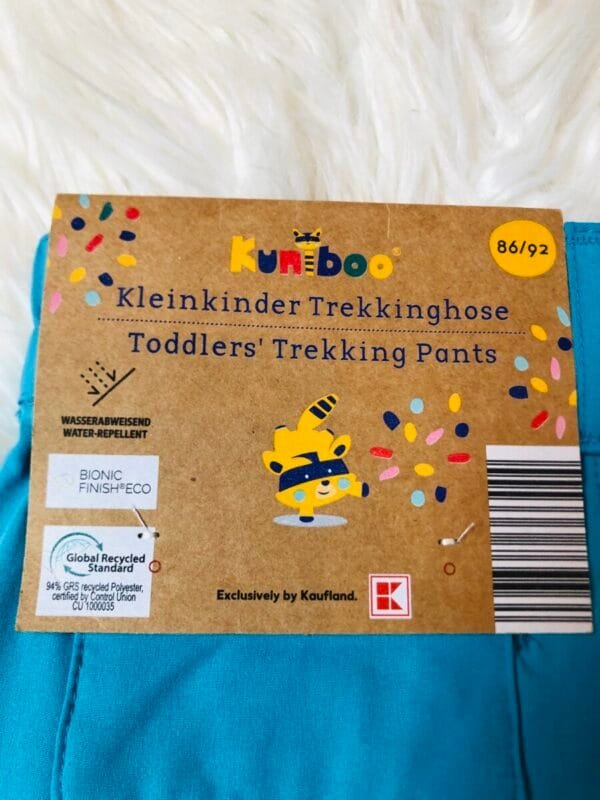 Kuniboo®
86/92
Kleinkinder Trekkinghose
Toddlers' Trekking Pants
WASSERABWEISEND
WATER-REPELLENT
BIONIC
FINISH®ECO
Global Recycled
Standard
94% GRS recycled Polyester,
certified by Control Union
CU 1000035
Exclusively by Kaufland.
K